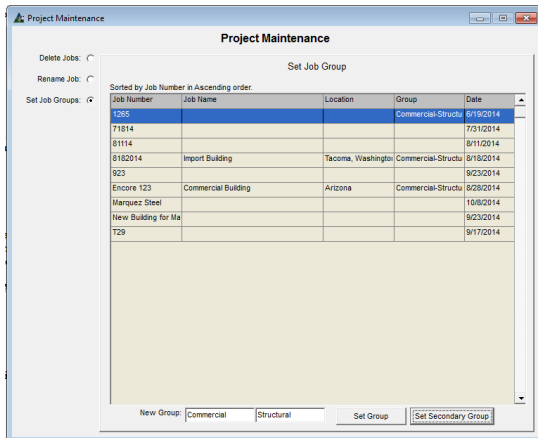 Project Maintenance
Project Maintenance
Delete Jobs:
Rename Job:
Set Job Groups:
Set Job Group
Sorted by Job Number in Ascending order.
Job Number Job Name Location Group Date
1265 Commercial-Structu 6/19/2014
71814 7/31/2014
81114 8/11/2014
8182014 Import Building Tacoma, Washington Commercial-Structu 8/18/2014
923 9/23/2014
Encore 123 Commercial Building Arizona Commercial-Structu 8/28/2014
Marquez Steel 10/8/2014
New Building for Ma 9/23/2014
T29 9/17/2014
New Group: Commercial Structural Set Group Set Secondary Group